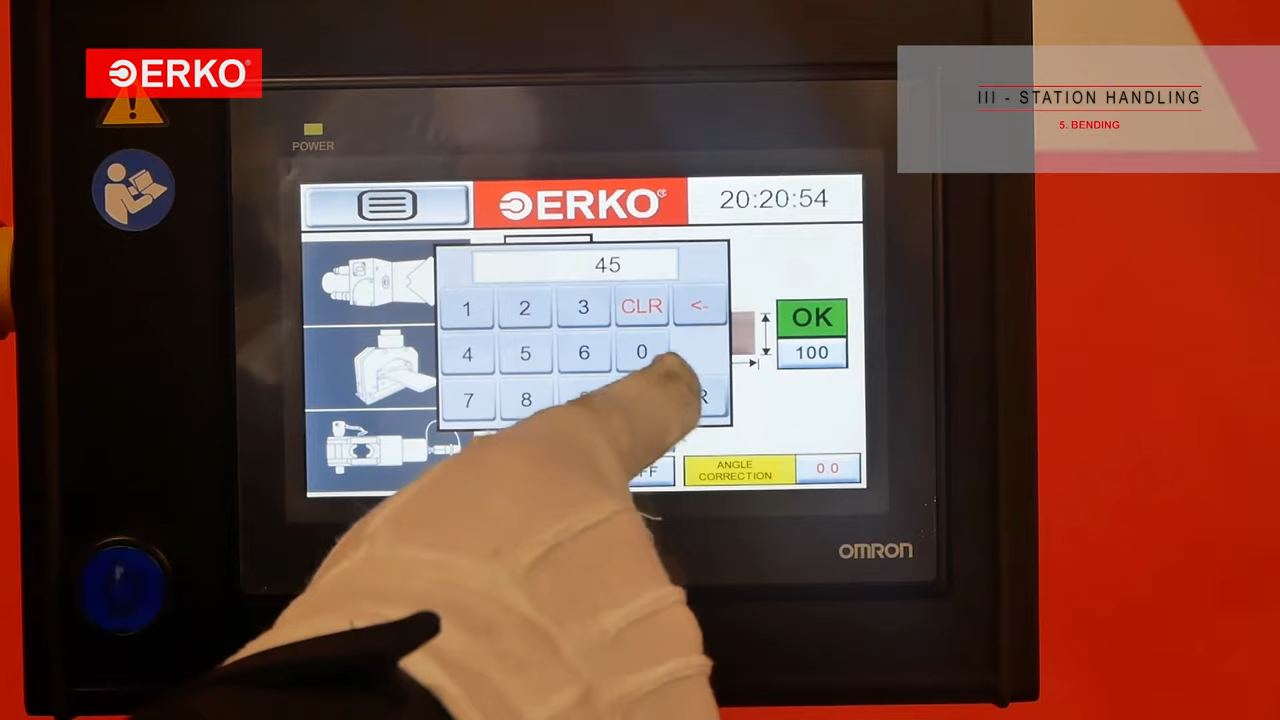 ERKO
III - STATION HANDLING
5. BENDING
POWER
ERKO
20:20:54
45
1 2 3 CLR <-
4 5 6 0
7 8 R
OK
100
FF
ANGLE
CORRECTION
0.0
OMRON